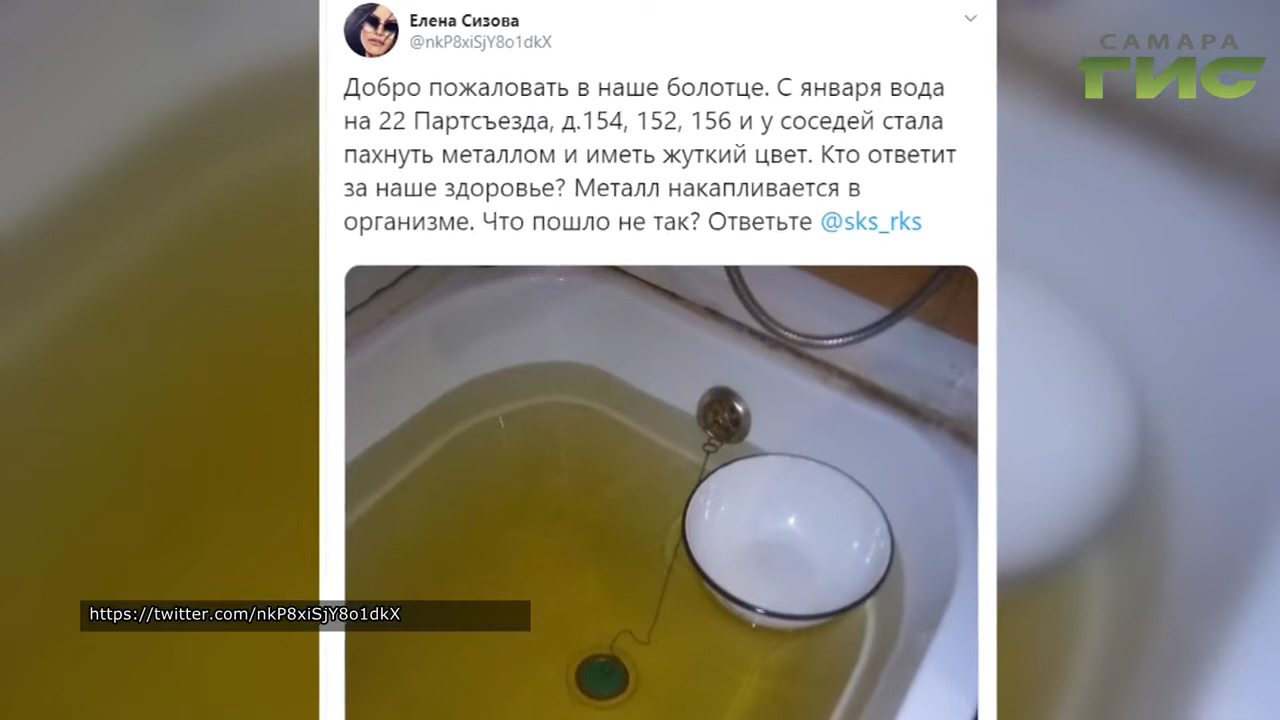 Елена Сизова
@nkP8xiSjY8o1dkX
САМАРА
ГИС
Добро пожаловать в наше болотце. С января вода
на 22 Партсъезда, д.154, 152, 156 и у соседей стала
пахнуть металлом и иметь жуткий цвет. Кто ответит
за наше здоровье? Металл накапливается в
организме. Что пошло не так? Ответьте @sks_rks
https://twitter.com/nkP8xiSjY8o1dkX